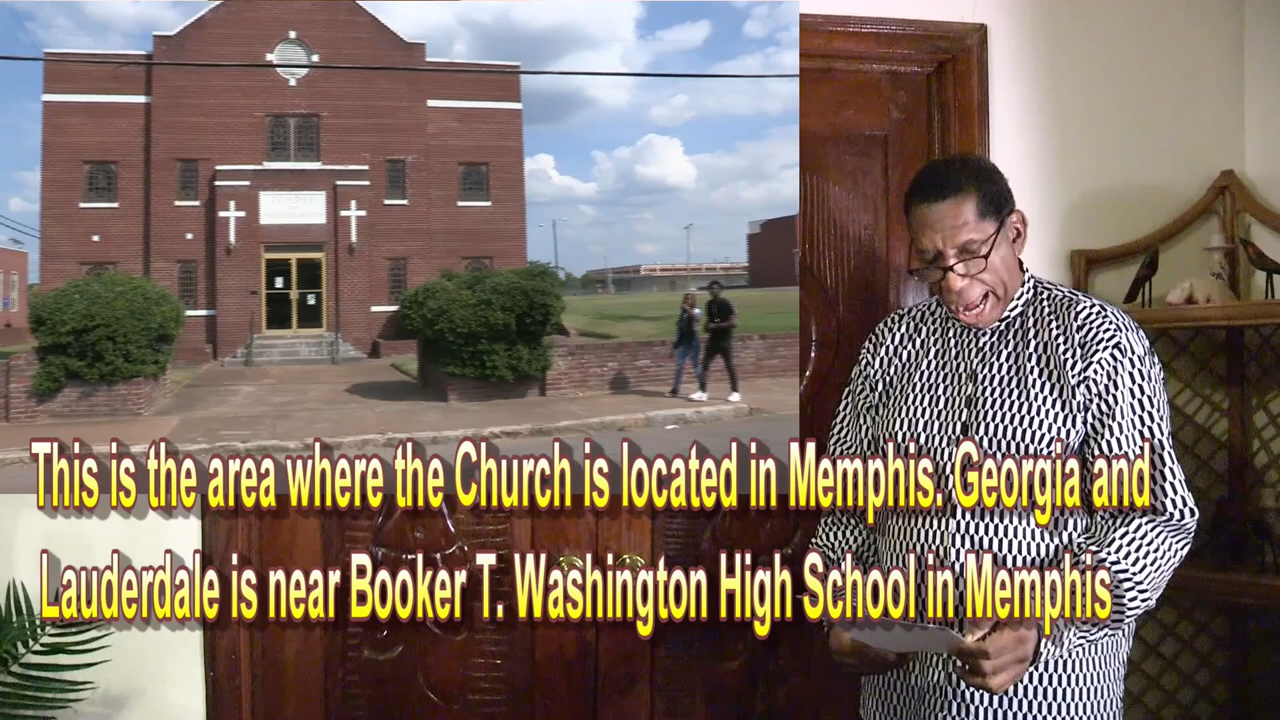 TEMPLE
This is the area where the Church is located in Memphis. Georgia and
Lauderdale is near Booker T. Washington High School in Memphis